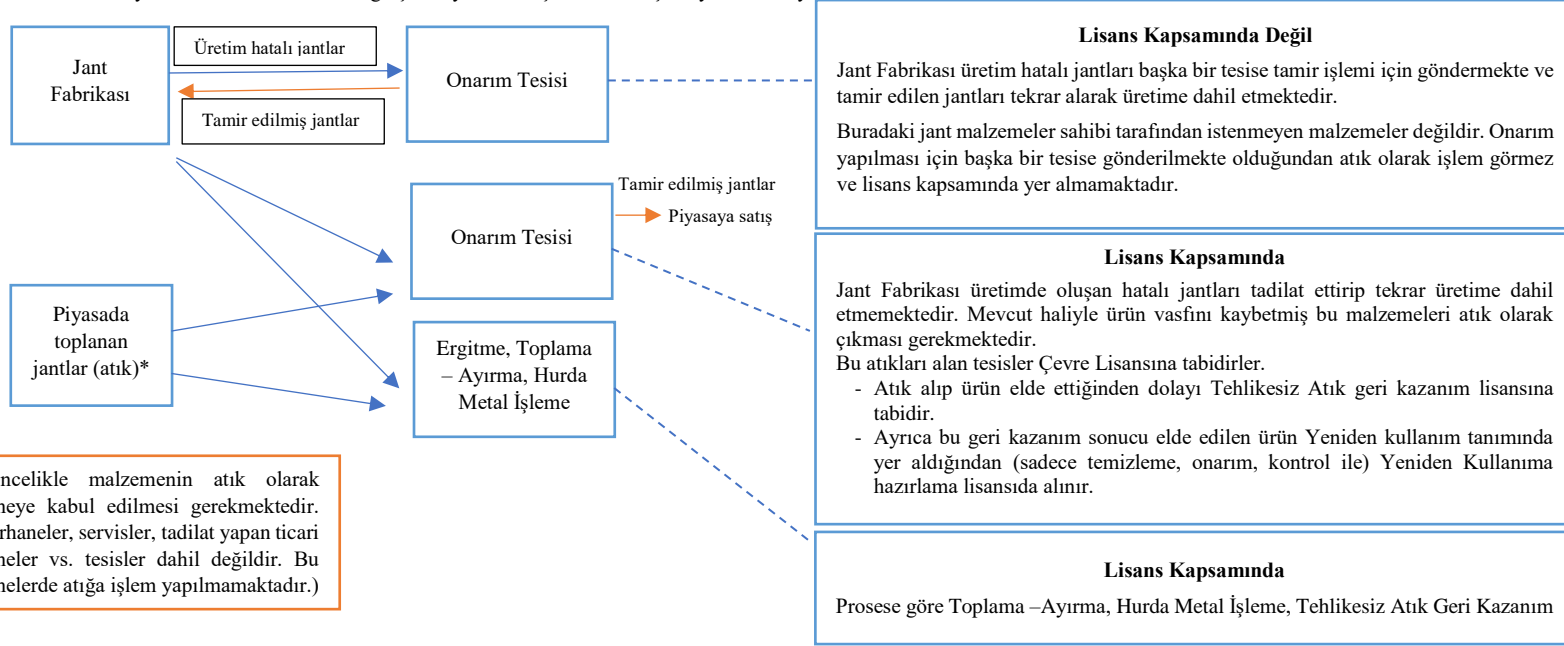 Jant
Fabrikası
Üretim hatalı jantlar
Tamir edilmiş jantlar
Onarım Tesisi
Lisans Kapsamında Değil
Jant Fabrikası üretim hatalı jantları başka bir tesise tamir işlemi için göndermekte ve
tamir edilen jantları tekrar alarak üretime dahil etmektedir.
Buradaki jant malzemeler sahibi tarafından istenmeyen malzemeler değildir. Onarım
yapılması için başka bir tesise gönderilmekte olduğundan atık olarak işlem görmez
ve lisans kapsamında yer almamaktadır.
Onarım Tesisi
Tamir edilmiş jantlar
Piyasaya satış
Lisans Kapsamında
Jant Fabrikası üretimde oluşan hatalı jantları tadilat ettirip tekrar üretime dahil
etmemektedir. Mevcut haliyle ürün vasfını kaybetmiş bu malzemeleri atık olarak
çıkması gerekmektedir.
Bu atıkları alan tesisler Çevre Lisansına tabidirler.
- Atık alıp ürün elde ettiğinden dolayı Tehlikesiz Atık geri kazanım lisansına
tabidir.
- Ayrıca bu geri kazanım sonucu elde edilen ürün Yeniden kullanım tanımında
yer aldığından (sadece temizleme, onarım, kontrol ile) Yeniden Kullanıma
hazırlama lisansıda alınır.
Piyasada
toplanan
jantlar (atık)*
Ergitme, Toplama
– Ayırma, Hurda
Metal İşleme
malzemenin atık olarak
kabul edilmesi gerekmektedir.
servisler, tadilat yapan ticari
vs. tesisler dahil değildir. Bu
atığa işlem yapılmamaktadır.)
Lisans Kapsamında
Prosese göre Toplama –Ayırma, Hurda Metal İşleme, Tehlikesiz Atık Geri Kazanım